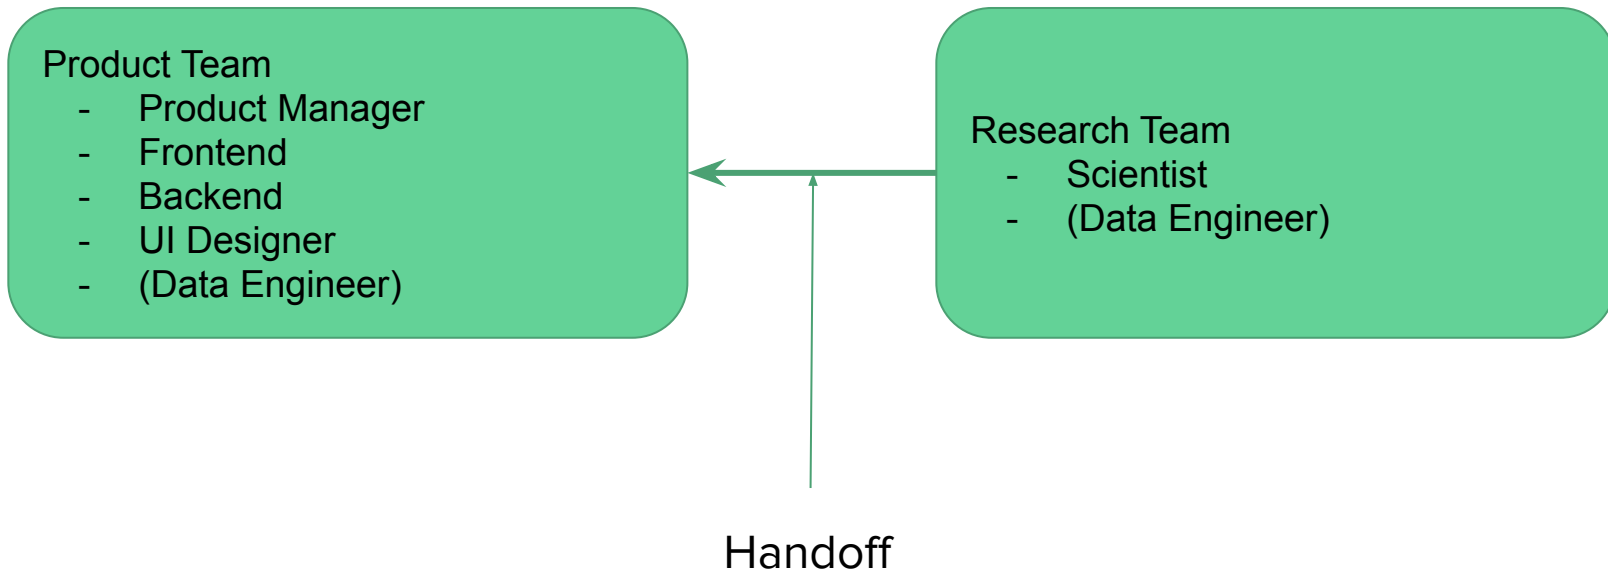 Product Team
- Product Manager
- Frontend
- Backend
- UI Designer
- (Data Engineer)
Research Team
- Scientist
- (Data Engineer)
Handoff